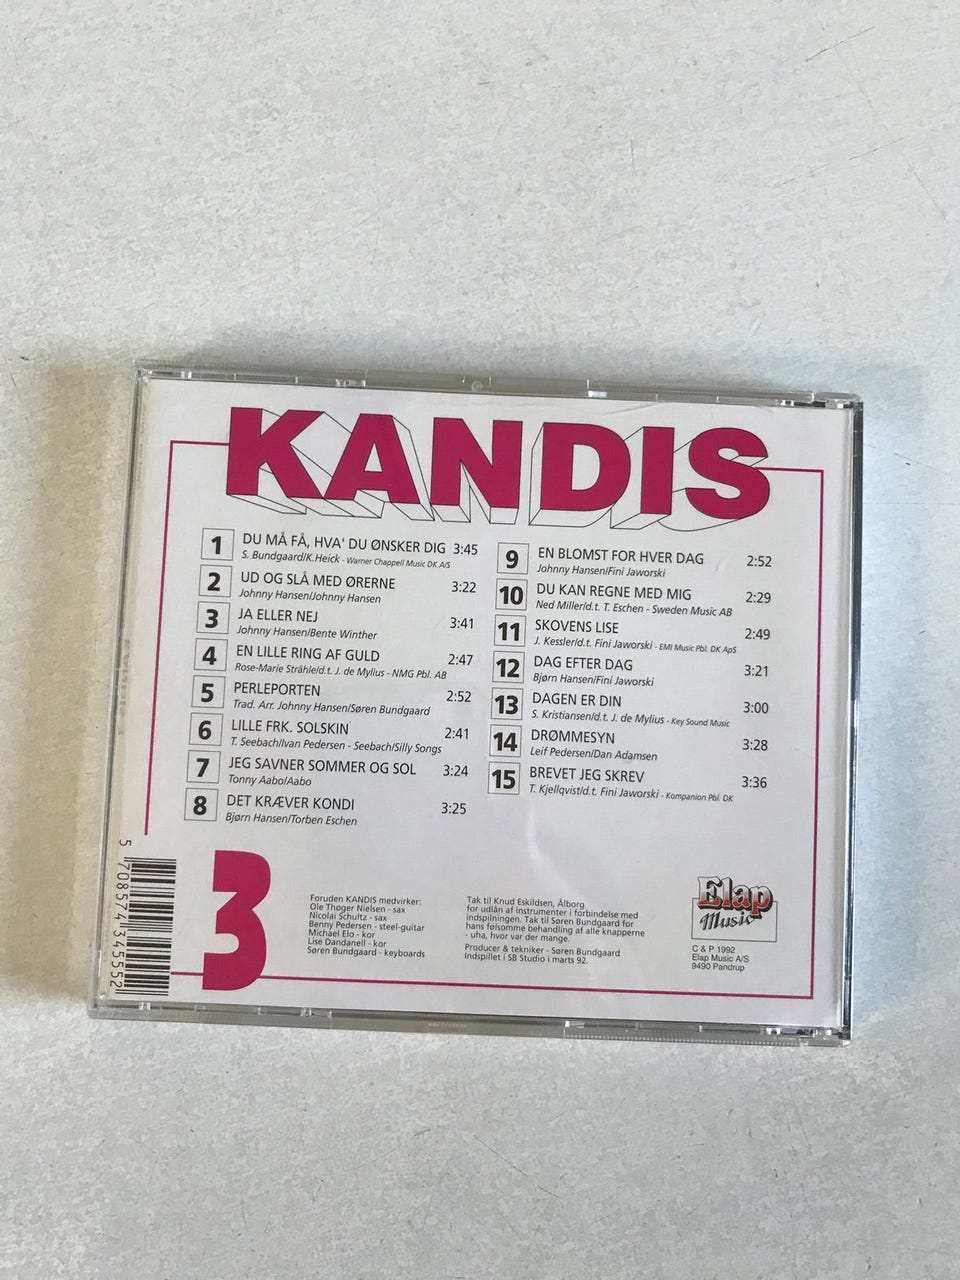 KANDIS
1 DU MÅ FÅ, HVA' DU ØNSKER DIG 3:45
S. Bundgaard/K.Heick - Warner Chappell Music DK A/S
2 UD OG SLÅ MED ØRERNE 3:22
Johnny Hansen/Johnny Hansen
3 JA ELLER NEJ 3:41
Johnny Hansen/Bente Winther
4 EN LILLE RING AF GULD 2:47
Rose-Marie Strähle/d.t. J. de Mylius - NMG Pbl. AB
5 PERLEPORTEN 2:52
Trad. Arr. Johnny Hansen/Søren Bundgaard
6 LILLE FRK. SOLSKIN 2:41
T. Seebach/Ivan Pedersen - Seebach/Silly Songs
7 JEG SAVNER SOMMER OG SOL 3:24
Tonny Aabo/Aabo
8 DET KRÆVER KONDI 3:25
Bjørn Hansen/Torben Eschen
9 EN BLOMST FOR HVER DAG 2:52
Johnny Hansen/Fini Jaworski
10 DU KAN REGNE MED MIG 2:29
Ned Miller/d.t. T. Eschen - Sweden Music AB
11 SKOVENS LISE 2:49
J. Kessler/d.t. Fini Jaworski - EMI Music Pbl. DK ApS
12 DAG EFTER DAG 3:21
Bjørn Hansen/Fini Jaworski
13 DAGEN ER DIN 3:00
S. Kristiansen/d.t. J. de Mylius - Key Sound Music
14 DRØMMESYN 3:28
Leif Pedersen/Dan Adamsen
15 BREVET JEG SKREV 3:36
T. Kjellqvist/d.t. Fini Jaworski - Kompanion Pbl. DK
5 708574 345552
3
Foruden KANDIS medvirker:
Ole Thøger Nielsen - sax
Nicolai Schultz - sax
Benny Pedersen - steel-guitar
Michael Elo - kor
Lise Dandanell - kor
Søren Bundgaard - keyboards
Tak til Knud Eskildsen, Ålborg
for udlån af instrumenter i forbindelse med
indspilningen. Tak til Søren Bundgaard for
hans følsomme behandling af alle knapperne
- uha, hvor var der mange.
Producer & tekniker - Søren Bundgaard
Indspillet i SB Studio i marts 92.
Elap
Music
C & P 1992
Elap Music A/S
9490 Pandrup